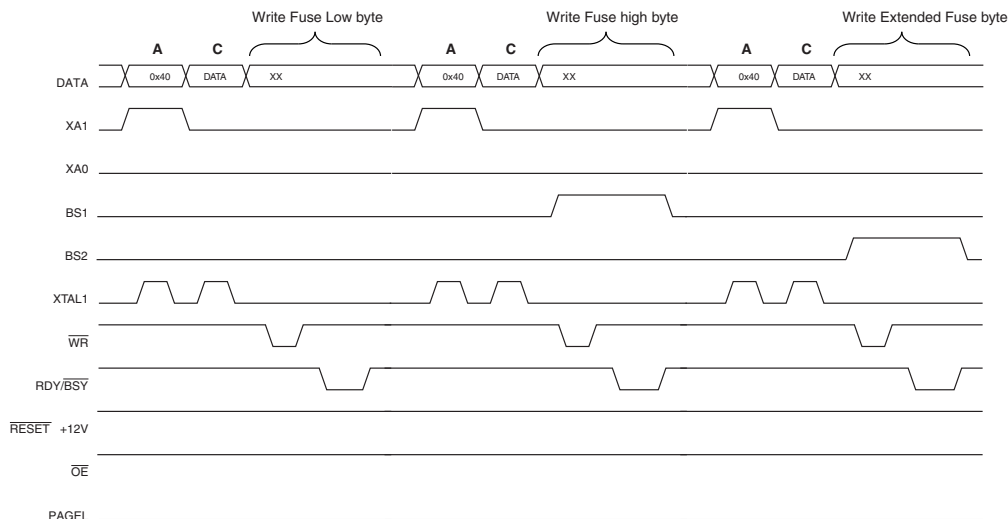 Write Fuse Low byte Write Fuse high byte Write Extended Fuse byte
A C A C A C
DATA 0x40 DATA XX 0x40 DATA XX 0x40 DATA XX
XA1
XA0
BS1
BS2
XTAL1
WR
RDY/BSY
RESET +12V
OE
PAGEL